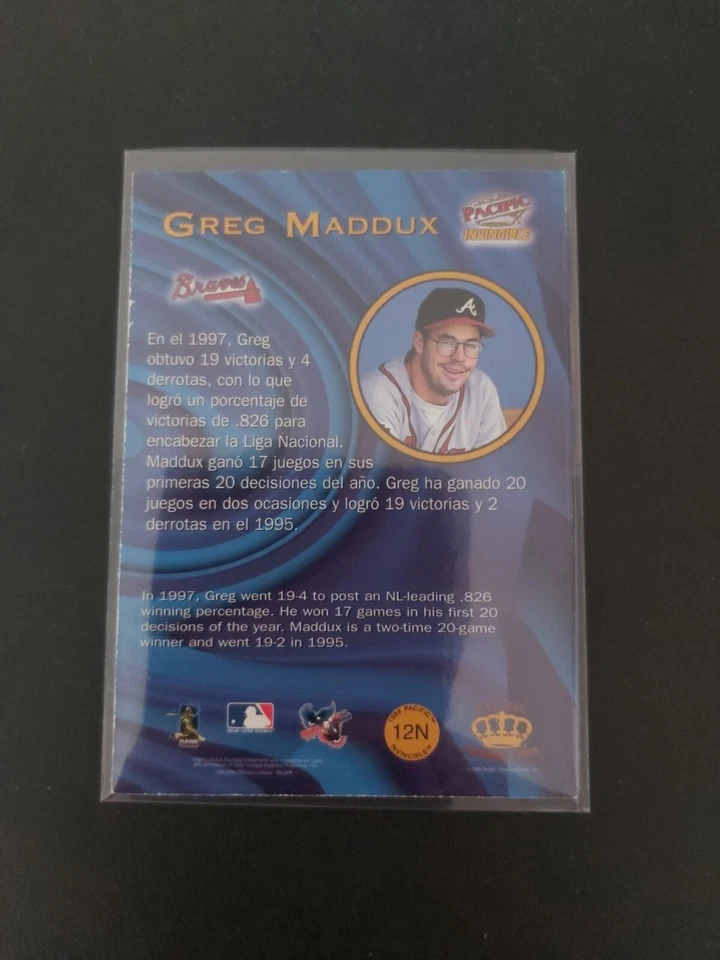 GREG MADDUX
PACIFIC
INVINCIBLE
Braves
A
En el 1997, Greg
obtuvo 19 victorias y 4
derrotas, con lo que
logró un porcentaje de
victorias de .826 para
encabezar la Liga Nacional.
Maddux ganó 17 juegos en sus
primeras 20 decisiones del año. Greg ha ganado 20
juegos en dos ocasiones y logró 19 victorias y 2
derrotas en el 1995.
In 1997, Greg went 19-4 to post an NL-leading .826
winning percentage. He won 17 games in his first 20
decisions of the year. Maddux is a two-time 20-game
winner and went 19-2 in 1995.
1998 PACIFIC
12N
INVINCIBLE